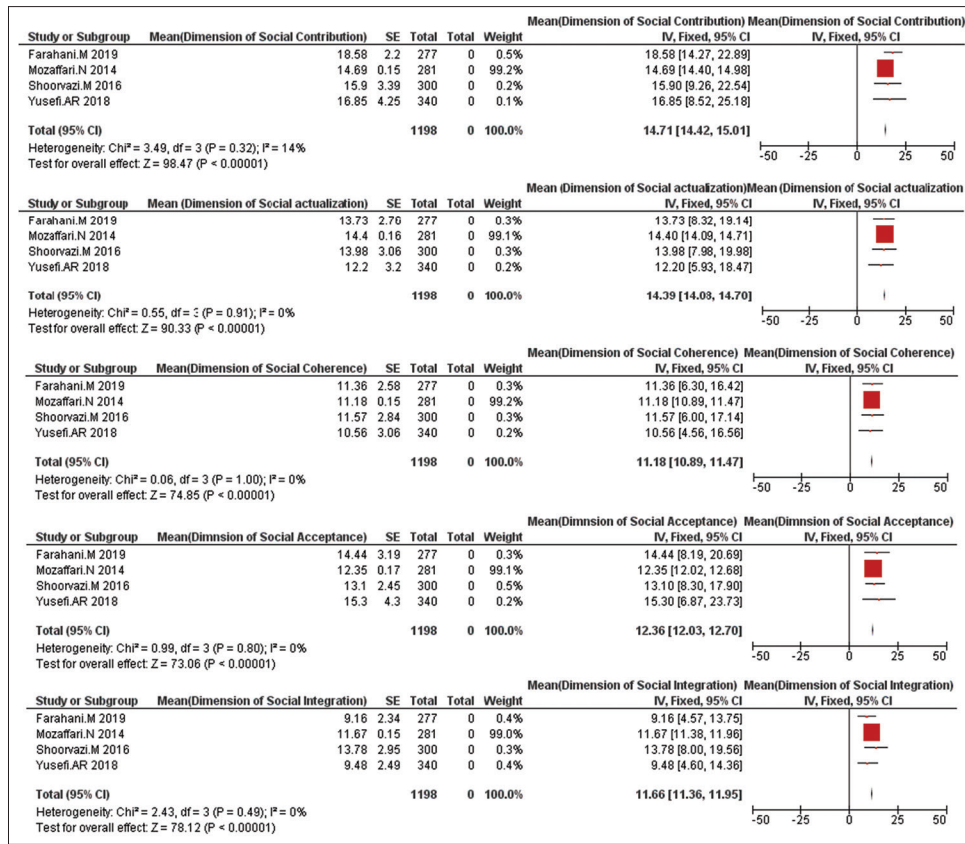 Mean(Dimension of Social Contribution) Mean(Dimension of Social Contribution)
Study or Subgroup Mean(Dimension of Social Contribution) SE Total Total Weight IV, Fixed, 95% CI IV, Fixed, 95% CI
Farahani.M 2019 18.58 2.2 277 0 0.5% 18.58 [14.27, 22.89]
Mozaffari.N 2014 14.69 0.15 281 0 99.2% 14.69 [14.40, 14.98]
Shoorvazi.M 2016 15.9 3.39 300 0 0.2% 15.90 [9.26, 22.54]
Yusefi.AR 2018 16.85 4.25 340 0 0.1% 16.85 [8.52, 25.18]
Total (95% CI) 1198 0 100.0% 14.71 [14.42, 15.01]
Heterogeneity: Chi² = 3.49, df = 3 (P = 0.32); I² = 14%
Test for overall effect: Z = 98.47 (P < 0.00001)
-50 -25 0 25 50
Mean (Dimension of Social actualization)Mean (Dimension of Social actualization
Study or Subgroup Mean (Dimension of Social actualization) SE Total Total Weight IV, Fixed, 95% CI IV, Fixed, 95% CI
Farahani.M 2019 13.73 2.76 277 0 0.3% 13.73 [8.32, 19.14]
Mozaffari.N 2014 14.4 0.16 281 0 99.1% 14.40 [14.09, 14.71]
Shoorvazi.M 2016 13.98 3.06 300 0 0.3% 13.98 [7.98, 19.98]
Yusefi.AR 2018 12.2 3.2 340 0 0.2% 12.20 [5.93, 18.47]
Total (95% CI) 1198 0 100.0% 14.39 [14.08, 14.70]
Heterogeneity: Chi² = 0.55, df = 3 (P = 0.91); I² = 0%
Test for overall effect: Z = 90.33 (P < 0.00001)
-50 -25 0 25 50
Mean(Dimension of Social Coherence) Mean(Dimension of Social Coherence)
Study or Subgroup Mean(Dimension of Social Coherence) SE Total Total Weight IV, Fixed, 95% CI IV, Fixed, 95% CI
Farahani.M 2019 11.36 2.58 277 0 0.3% 11.36 [6.30, 16.42]
Mozaffari.N 2014 11.18 0.15 281 0 99.2% 11.18 [10.89, 11.47]
Shoorvazi.M 2016 11.57 2.84 300 0 0.3% 11.57 [6.00, 17.14]
Yusefi.AR 2018 10.56 3.06 340 0 0.2% 10.56 [4.56, 16.56]
Total (95% CI) 1198 0 100.0% 11.18 [10.89, 11.47]
Heterogeneity: Chi² = 0.06, df = 3 (P = 1.00); I² = 0%
Test for overall effect: Z = 74.85 (P < 0.00001)
-50 -25 0 25 50
Mean(Dimnsion of Social Acceptance) Mean(Dimnsion of Social Acceptance)
Study or Subgroup Mean(Dimnsion of Social Acceptance) SE Total Total Weight IV, Fixed, 95% CI IV, Fixed, 95% CI
Farahani.M 2019 14.44 3.19 277 0 0.3% 14.44 [8.19, 20.69]
Mozaffari.N 2014 12.35 0.17 281 0 99.1% 12.35 [12.02, 12.68]
Shoorvazi.M 2016 13.1 2.45 300 0 0.5% 13.10 [8.30, 17.90]
Yusefi.AR 2018 15.3 4.3 340 0 0.2% 15.30 [6.87, 23.73]
Total (95% CI) 1198 0 100.0% 12.36 [12.03, 12.70]
Heterogeneity: Chi² = 0.99, df = 3 (P = 0.80); I² = 0%
Test for overall effect: Z = 73.06 (P < 0.00001)
-50 -25 0 25 50
Mean(Dimension of Social Integration) Mean(Dimension of Social Integration)
Study or Subgroup Mean(Dimension of Social Integration) SE Total Total Weight IV, Fixed, 95% CI IV, Fixed, 95% CI
Farahani.M 2019 9.16 2.34 277 0 0.4% 9.16 [4.57, 13.75]
Mozaffari.N 2014 11.67 0.15 281 0 99.0% 11.67 [11.38, 11.96]
Shoorvazi.M 2016 13.78 2.95 300 0 0.3% 13.78 [8.00, 19.56]
Yusefi.AR 2018 9.48 2.49 340 0 0.4% 9.48 [4.60, 14.36]
Total (95% CI) 1198 0 100.0% 11.66 [11.36, 11.95]
Heterogeneity: Chi² = 2.43, df = 3 (P = 0.49); I² = 0%
Test for overall effect: Z = 78.12 (P < 0.00001)
-50 -25 0 25 50